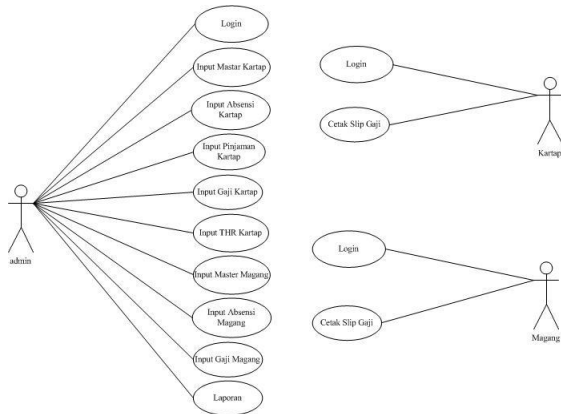 Login
Input Mastar Kartap
Input Absensi
Kartap
Input Pinjaman
Kartap
Input Gaji Kartap
Input THR Kartap
Input Master Magang
Input Absensi
Magang
Input Gaji Magang
Laporan
admin
Login
Cetak Slip Gaji
Kartap
Login
Cetak Slip Gaji
Magang